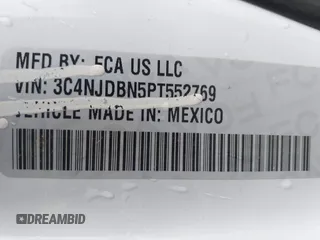 MFD BY: FCA US LLC
VIN: 3C4NJDBN5PT552769
VEHICLE MADE IN: MEXICO
DREAMBID